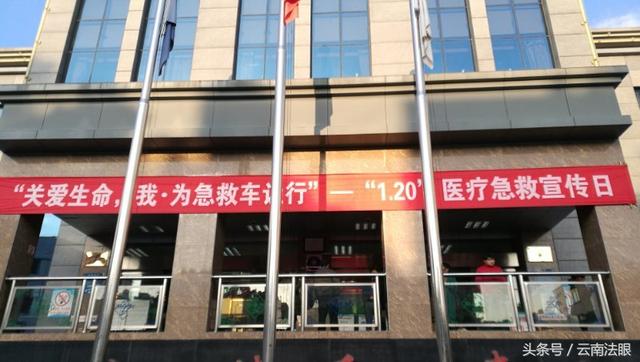 “关爱生命，我·为急救车让行”—“1.20”医疗急救宣传日
头条号／云南法眼